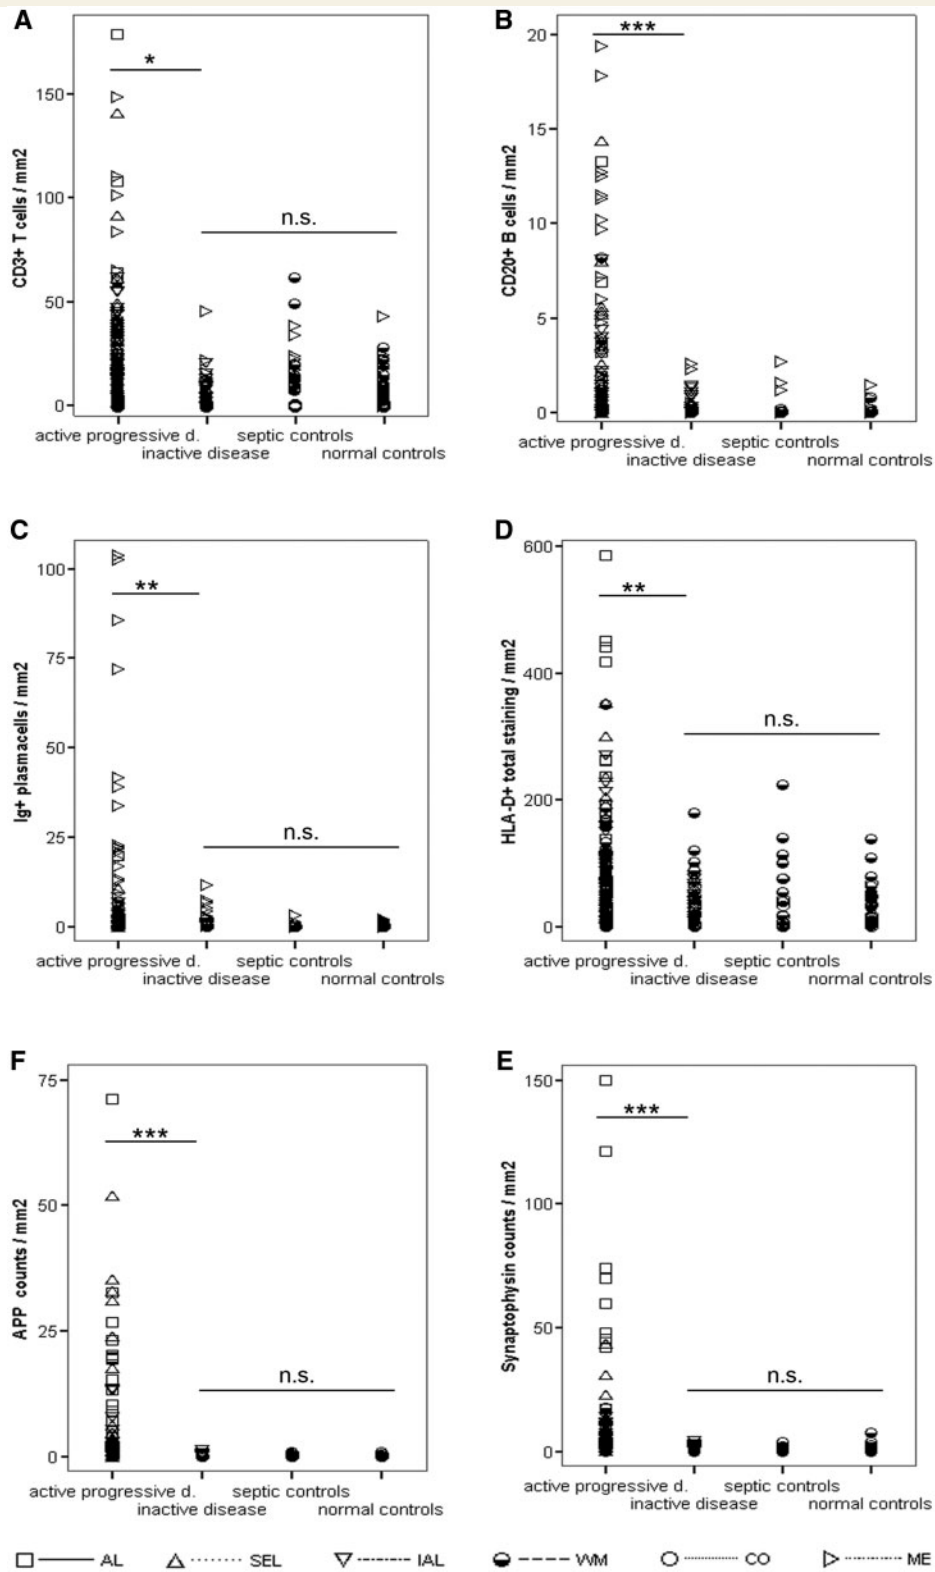 A
CD3+ T cells / mm2
150
100
50
0
*
n.s.
active progressive d.
septic controls
inactive disease
normal controls
B
CD20+ B cells / mm2
20
15
10
5
0
***
active progressive d.
septic controls
inactive disease
normal controls
C
Ig+ plasmacells / mm2
100
75
50
25
0
**
n.s.
active progressive d.
septic controls
inactive disease
normal controls
D
HLA-D+ total staining / mm2
600
400
200
0
**
n.s.
active progressive d.
septic controls
inactive disease
normal controls
F
APP counts / mm2
75
50
25
0
***
n.s.
active progressive d.
septic controls
inactive disease
normal controls
E
Synaptophysin counts / mm2
150
100
50
0
***
n.s.
active progressive d.
septic controls
inactive disease
normal controls
AL SEL IAL WM CO ME